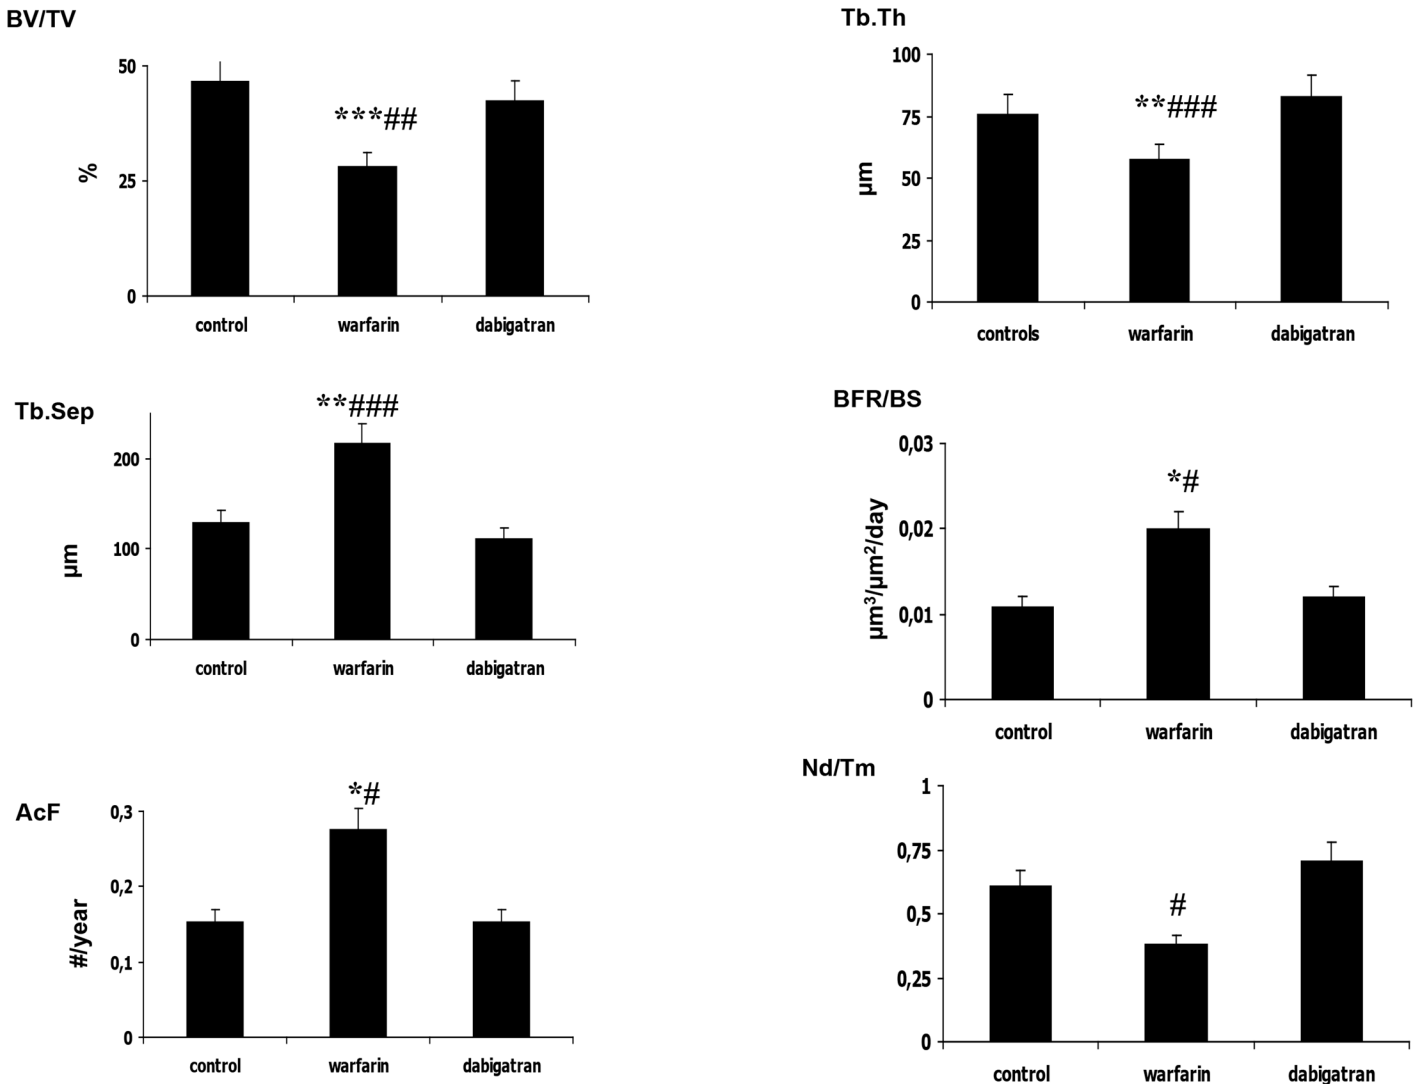 BV/TV
50
25
0
%
***##
control warfarin dabigatran
Tb.Th
100
75
50
25
0
µm
**###
controls warfarin dabigatran
Tb.Sep
200
100
0
µm
**###
control warfarin dabigatran
BFR/BS
0,03
0,02
0,01
0
µm³/µm²/day
*#
control warfarin dabigatran
AcF
0,3
0,2
0,1
0
#/year
*#
control warfarin dabigatran
Nd/Tm
1
0,75
0,5
0,25
0
#
control warfarin dabigatran